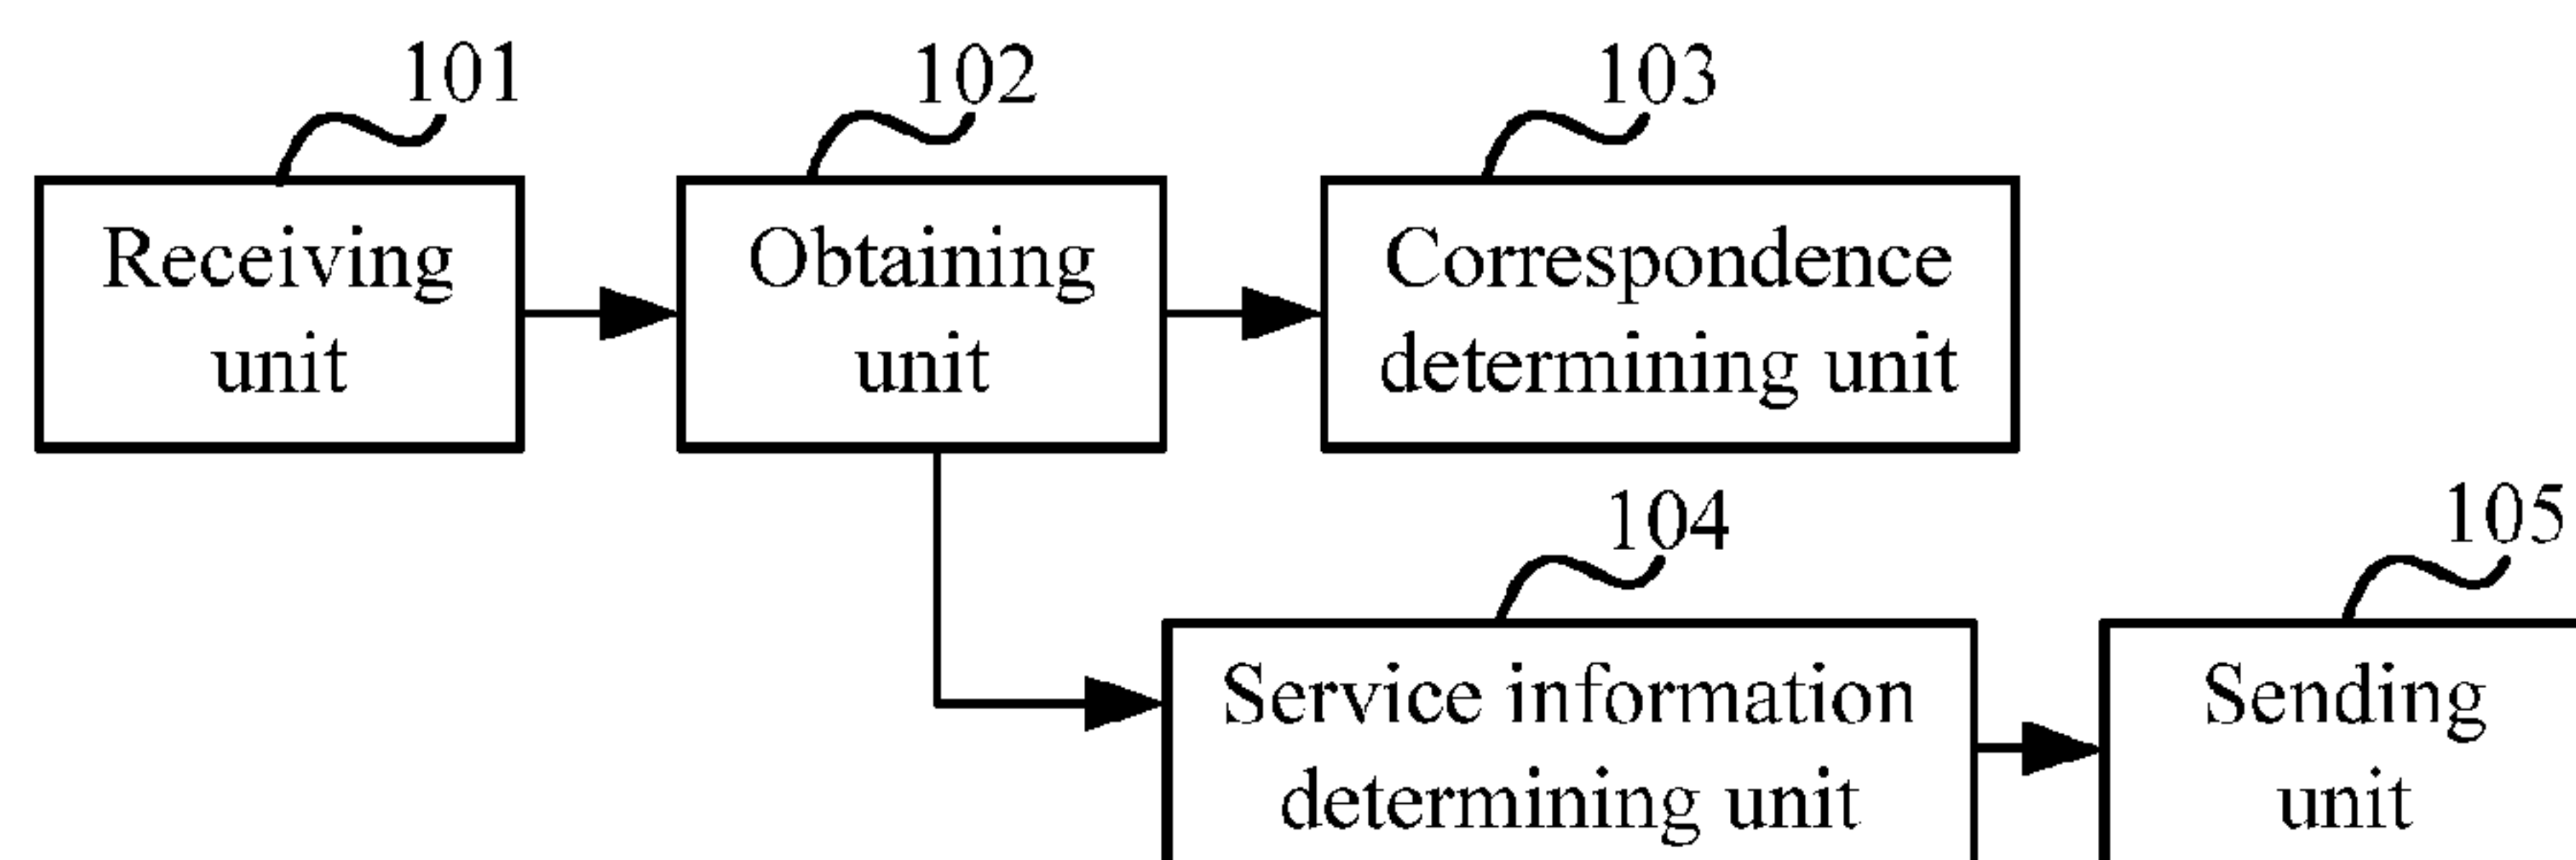 101
102
103
Receiving
unit
Obtaining
unit
Correspondence
determining unit
104
105
Service information
determining unit
Sending
unit